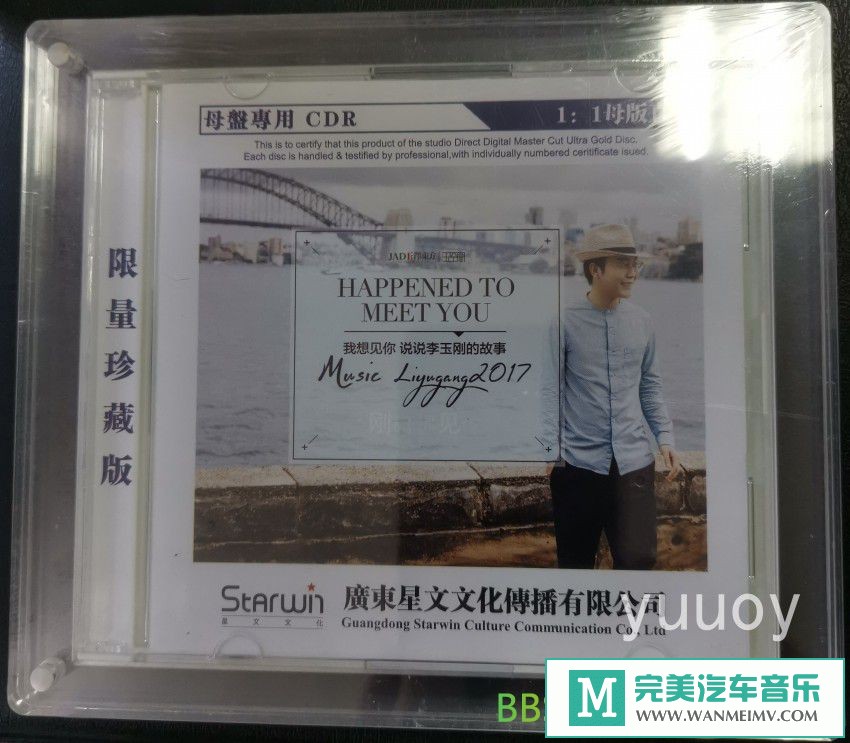 母盤專用 CDR
1：1母版
This is to certify that this product of the studio Direct Digital Master Cut Ultra Gold Disc.
Each disc is handled & testified by professional,with individually numbered ceritificate isued.
限量珍藏版
HAPPENED TO
MEET YOU
我想见你 说说李玉刚的故事
Music Liyugang2017
刚 见
Starwin
星文文化
廣東星文文化傳播有限公司
Guangdong Starwin Culture Communication Co., Ltd
yuuoy
BBS
M 完美汽车音乐
WWW.WANMEIMV.COM